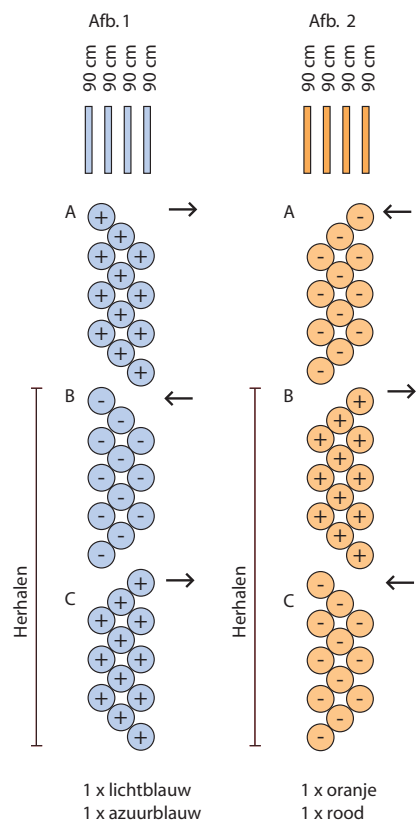 Afb. 1
90 cm
90 cm
90 cm
90 cm
A
+
+
+ +
+
+ +
+
+ +
+
+
Herhalen
B
-
-
- -
-
- -
-
- -
-
-
C
+
+
+ +
+
+ +
+
+ +
+
+
1 x lichtblauw
1 x azuurblauw
Afb. 2
90 cm
90 cm
90 cm
90 cm
A
-
-
- -
-
- -
-
- -
-
-
Herhalen
B
+
+
+ +
+
+ +
+
+ +
+
+
C
-
-
- -
-
- -
-
- -
-
-
1 x oranje
1 x rood